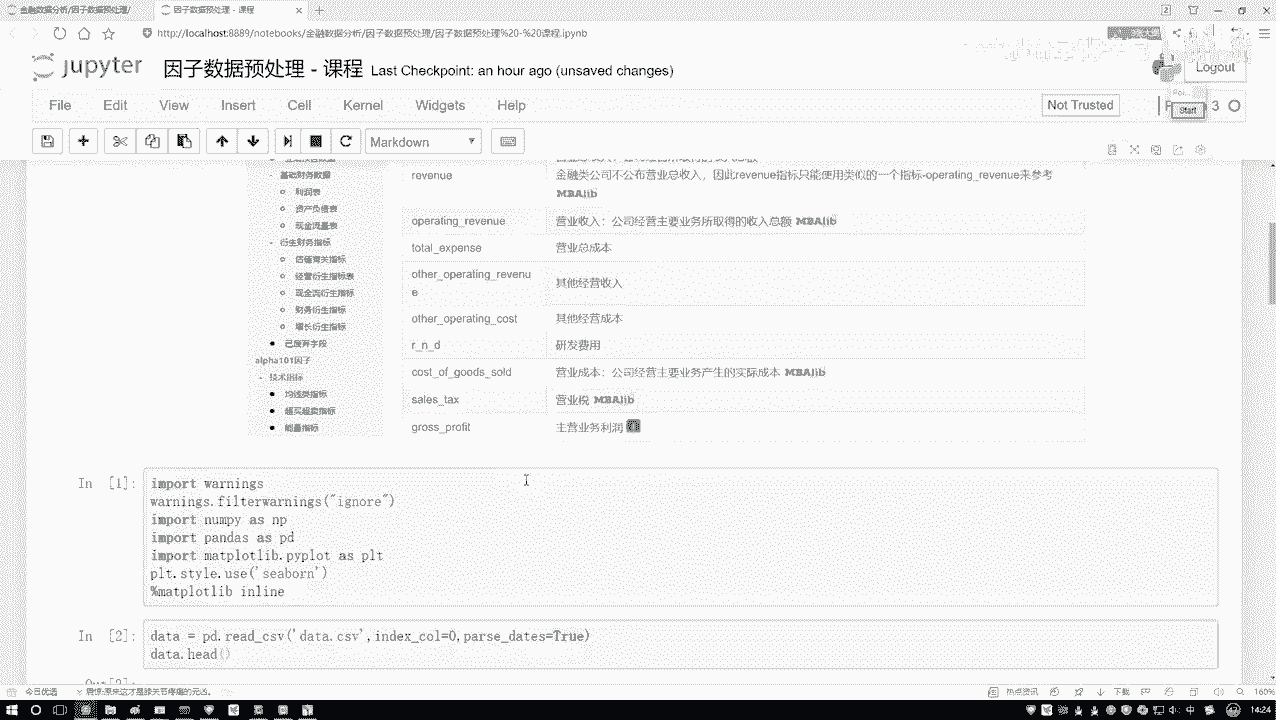 金融数据分析/因子数据预处理/
因子数据预处理 - 课程
http://localhost:8889/notebooks/金融数据分析/因子数据预处理/因子数据预处理%20-%20课程.ipynb
jupyter 因子数据预处理 - 课程 Last Checkpoint: an hour ago (unsaved changes)
Logout
File Edit View Insert Cell Kernel Widgets Help
Not Trusted
3
Start
Markdown
基础财务数据
利润表
资产负债表
现金流量表
衍生财务指标
估值有关指标
经营衍生指标表
现金流衍生指标
财务衍生指标
增长衍生指标
alpha101因子
技术指标
均线类指标
超买超卖指标
能量指标
revenue 金融类公司不公布营业总收入，因此revenue指标只能使用类似的一个指标-operating_revenue来参考
MBAlib
operating_revenue 营业收入：公司经营主要业务所取得的收入总额 MBAlib
total_expense 营业总成本
other_operating_revenu
e 其他经营收入
other_operating_cost 其他经营成本
r_n_d 研发费用
cost_of_goods_sold 营业成本：公司经营主要业务产生的实际成本 MBAlib
sales_tax 营业税 MBAlib
gross_profit 主营业务利润
In [1]: import warnings
warnings.filterwarnings("ignore")
import numpy as np
import pandas as pd
import matplotlib.pyplot as plt
plt.style.use('seaborn')
%matplotlib inline
In [2]: data = pd.read_csv('data.csv',index_col=0,parse_dates=True)
data.head()
今日优选
热点资讯
下载
160%
中
14:24